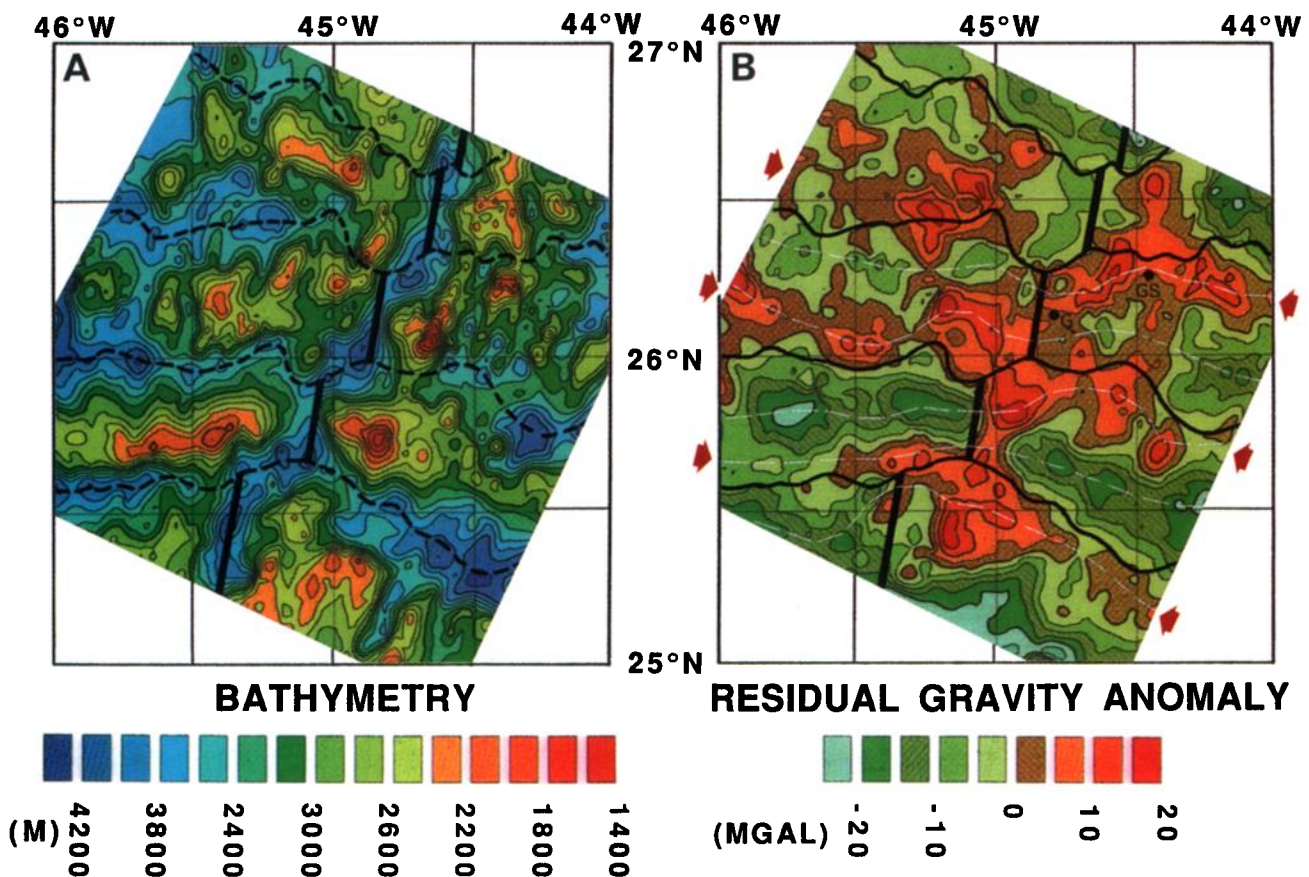 46°W 45°W 44°W 46°W 45°W 44°W
A
B
27°N
26°N
25°N
GS
G
BATHYMETRY
RESIDUAL GRAVITY ANOMALY
(M) 4200 3800 2400 3000 2600 2200 1800 1400
(MGAL) -20 -10 0 10 20